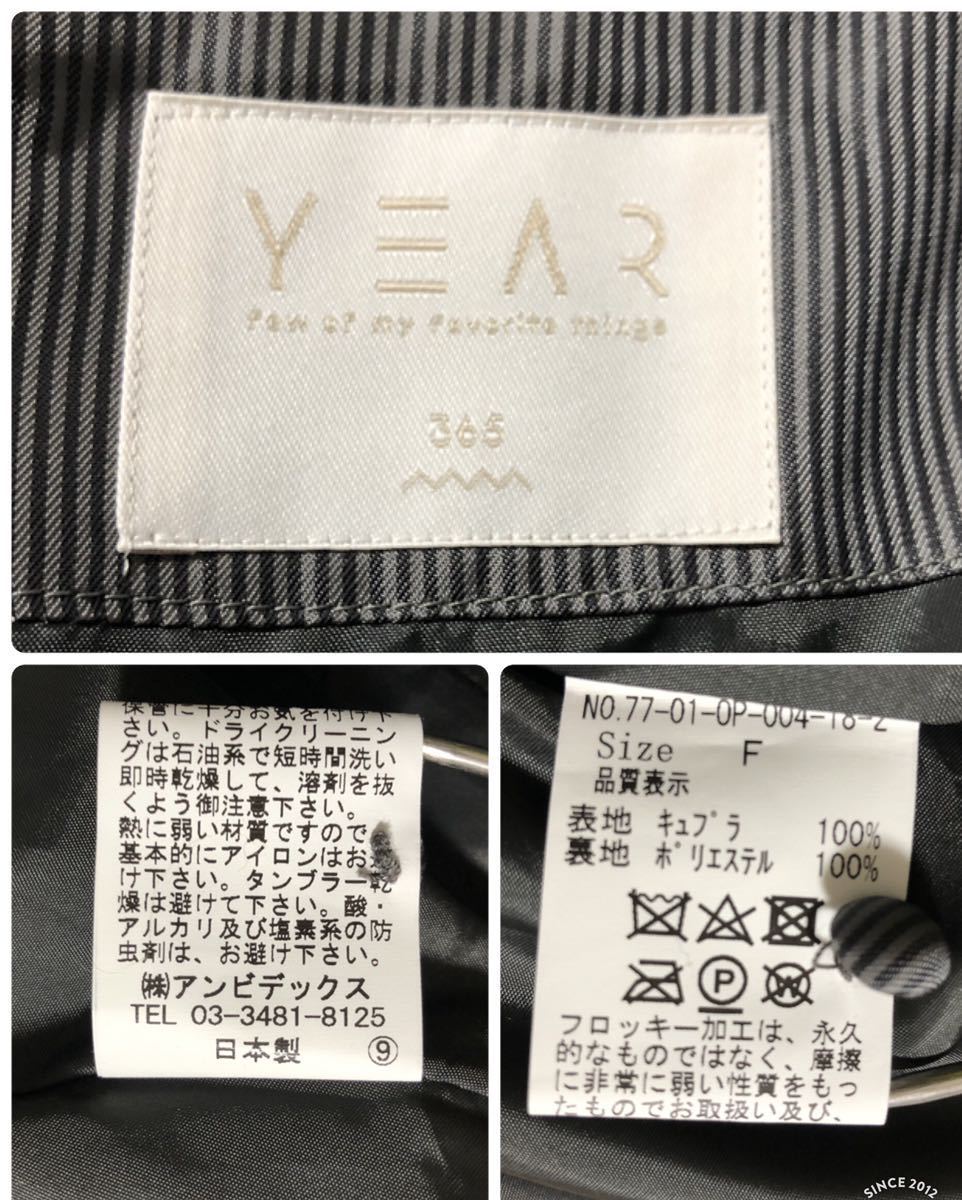 YEAR
few of my favorite things
365
保管に十分お気を付け下
さい。ドライクリーニン
グは石油系で短時間洗い
即時乾燥して、溶剤を抜
くよう御注意下さい。
熱に弱い材質ですので
基本的にアイロンはお
け下さい。タンブラー乾
燥は避けて下さい。酸・
アルカリ及び塩素系の防
虫剤は、お避け下さい。
㈱アンビデックス
TEL 03-3481-8125
日本製 ⑨
NO.77-01-OP-004-18-2
Size F
品質表示
表地 キュプラ 100%
裏地 ポリエステル 100%
P
W
フロッキー加工は、永久
的なものではなく、摩擦
に非常に弱い性質をもっ
たものでお取扱い及び、
SINCE 2012